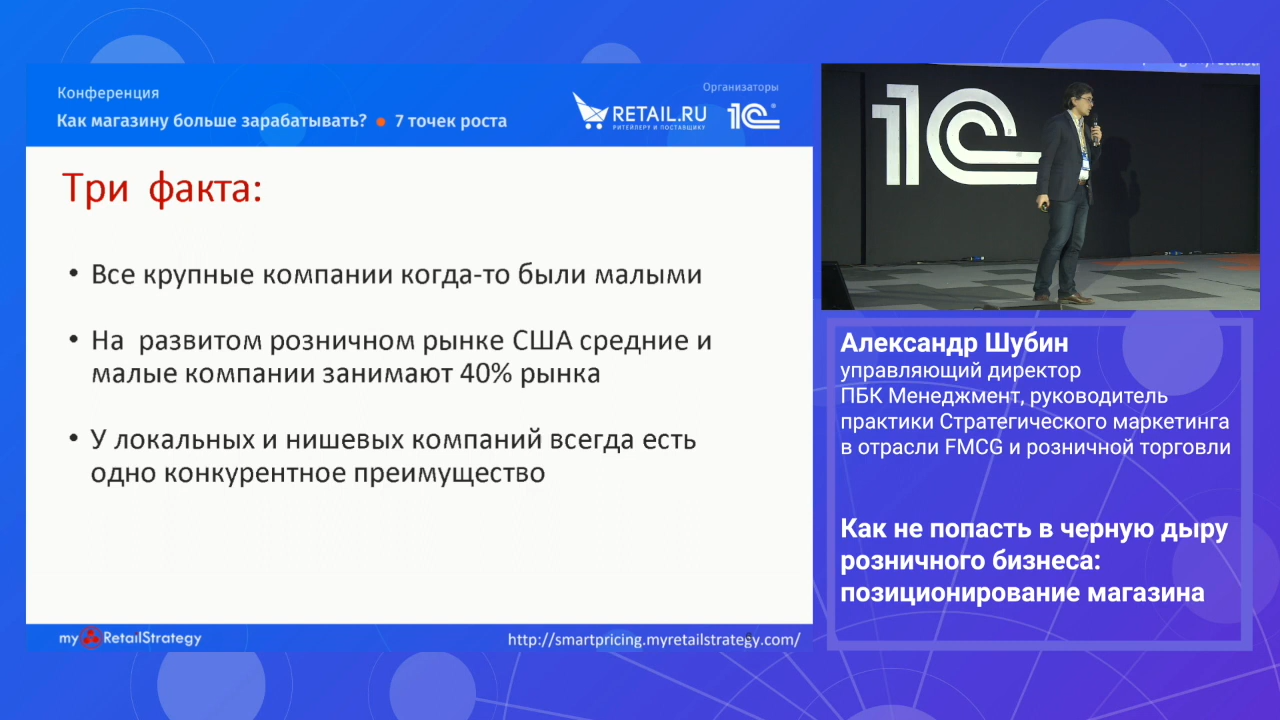 Конференция
Как магазину больше зарабатывать? • 7 точек роста
RETAIL.RU
РИТЕЙЛЕРУ И ПОСТАВЩИКУ
Организаторы
1С
Три факта:
• Все крупные компании когда-то были малыми
• На развитом розничном рынке США средние и
малые компании занимают 40% рынка
• У локальных и нишевых компаний всегда есть
одно конкурентное преимущество
my RetailStrategy
http://smartpricing.myretailstrategy.com/
1С
Александр Шубин
управляющий директор
ПБК Менеджмент, руководитель
практики Стратегического маркетинга
в отрасли FMCG и розничной торговли
Как не попасть в черную дыру
розничного бизнеса:
позиционирование магазина